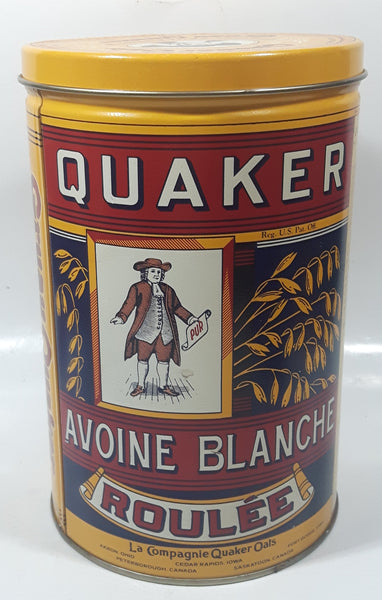 QUAKER
Reg. U.S. Pat. Off.
PUR
AVOINE BLANCHE
ROULÉE
La Compagnie Quaker Oats
AKRON, OHIO CEDAR RAPIDS, IOWA
PETERBOROUGH, CANADA SASKATOON, CANADA